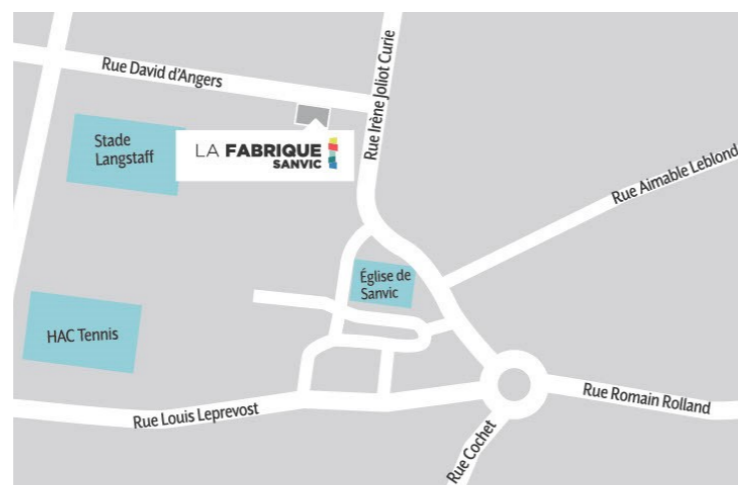 Rue David d'Angers
Rue Irène Joliot Curie
Stade
Langstaff
LA FABRIQUE
SANVIC
Rue Aimable Leblond
Église de
Sanvic
HAC Tennis
Rue Louis Leprevost
Rue Romain Rolland
Rue Cochet